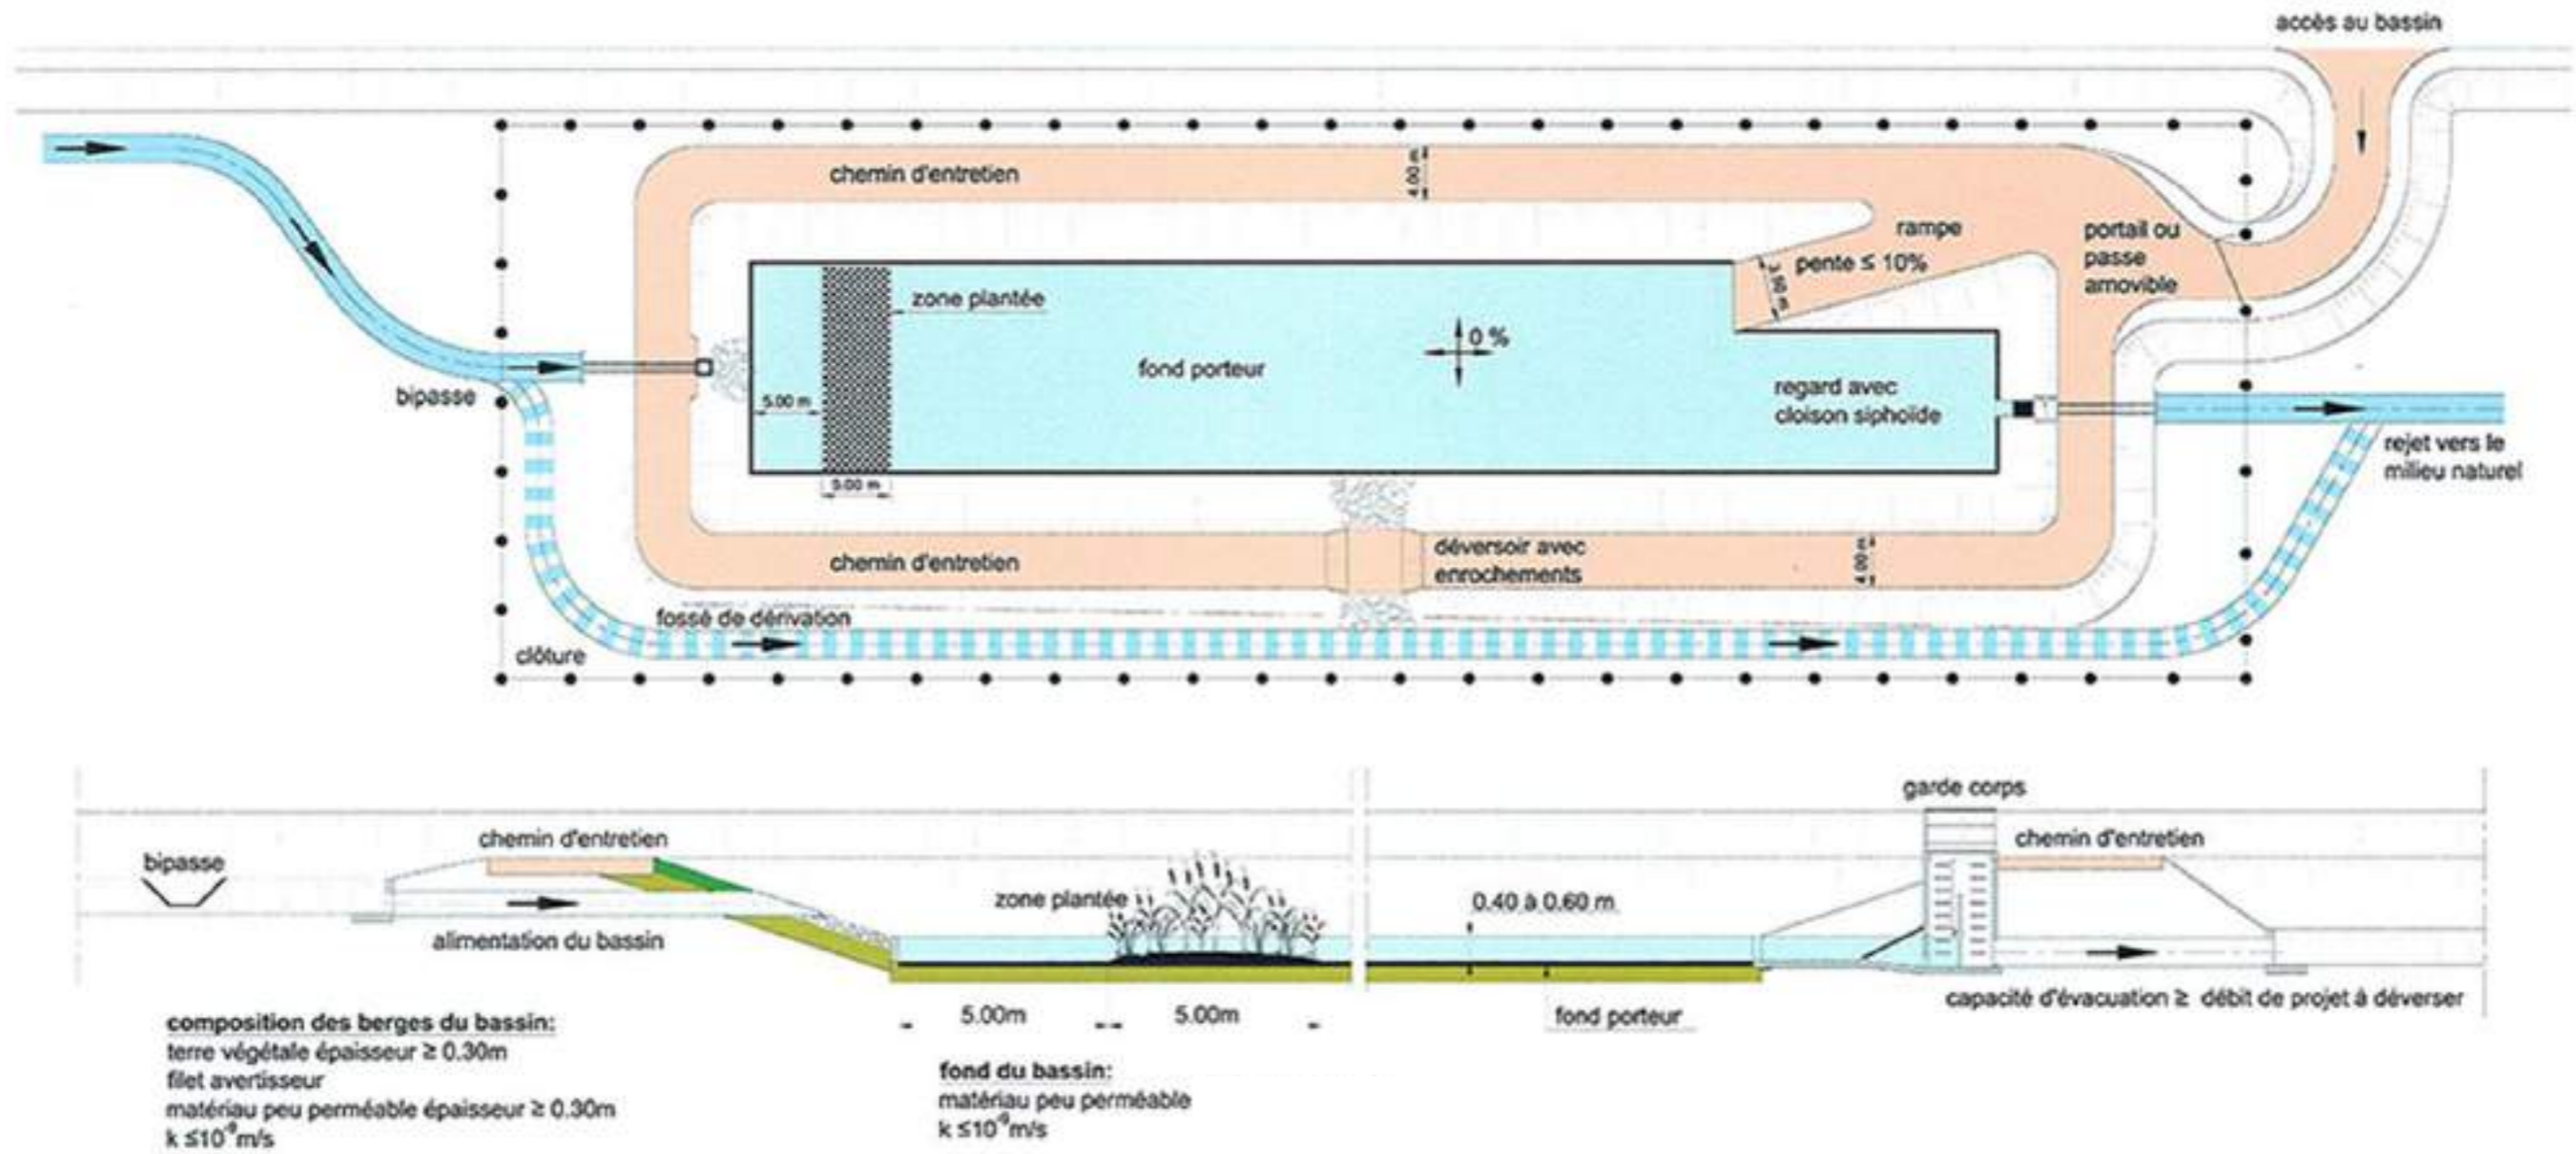 accès au bassin
chemin d'entretien
4.00 m
rampe
pente ≤ 10%
3.50 m
portail ou
passe
amovible
zone plantée
0 %
fond porteur
bipasse
5.00 m
regard avec
cloison siphoïde
5.00 m
rejet vers le
milieu naturel
chemin d'entretien
déversoir avec
enrochements
4.00 m
fossé de dérivation
clôture
garde corps
chemin d'entretien
chemin d'entretien
bipasse
zone plantée
0.40 à 0.60 m
alimentation du bassin
5.00m
5.00m
fond porteur
capacité d'évacuation ≥ débit de projet à déverser
composition des berges du bassin:
terre végétale épaisseur ≥ 0.30m
filet avertisseur
matériau peu perméable épaisseur ≥ 0.30m
k ≤10⁻⁹m/s
fond du bassin:
matériau peu perméable
k ≤10⁻⁹m/s